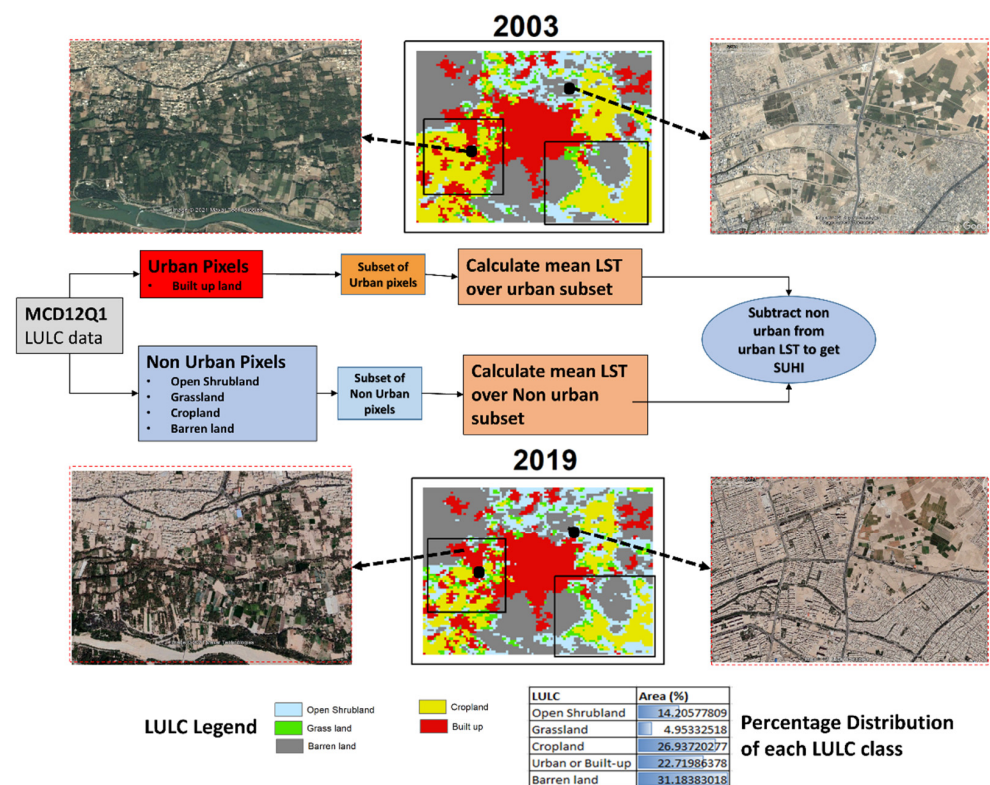 2003
Urban Pixels
• Built up land
Subset of
Urban pixels
Calculate mean LST
over urban subset
MCD12Q1
LULC data
Subtract non
urban from
urban LST to get
SUHI
Non Urban Pixels
• Open Shrubland
• Grassland
• Cropland
• Barren land
Subset of
Non Urban
pixels
Calculate mean LST
over Non urban
subset
2019
LULC Legend
Open Shrubland
Grass land
Barren land
Cropland
Built up
LULC Area (%)
Open Shrubland 14.20577809
Grassland 4.95332518
Cropland 26.93720277
Urban or Built-up 22.71986378
Barren land 31.18383018
Percentage Distribution
of each LULC class